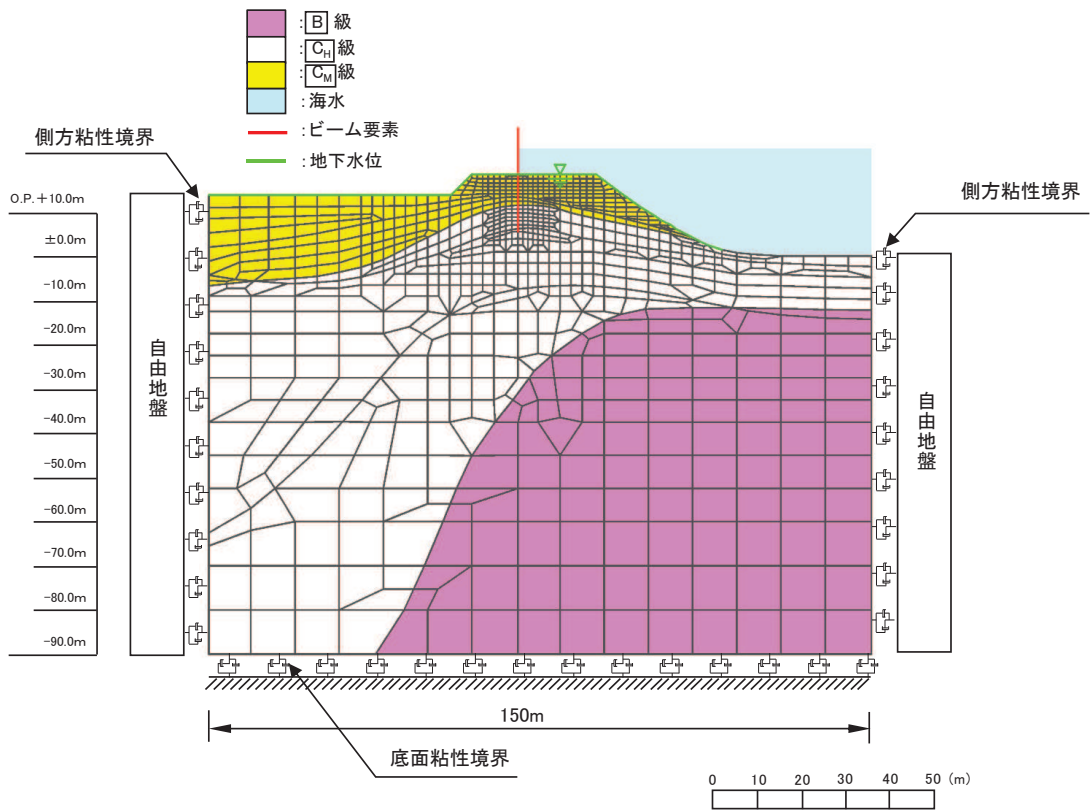 :B級
:CH級
:CM級
:海水
:ビーム要素
:地下水位
側方粘性境界
側方粘性境界
O.P.+10.0m
±0.0m
-10.0m
-20.0m
-30.0m
-40.0m
-50.0m
-60.0m
-70.0m
-80.0m
-90.0m
自由地盤
自由地盤
150m
底面粘性境界
0 10 20 30 40 50 (m)